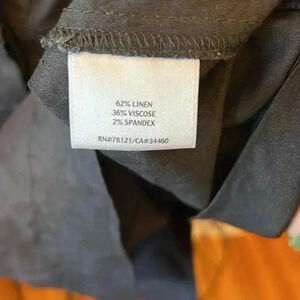 62% LINEN
36% VISCOSE
2% SPANDEX
RN#78121/CA#34460